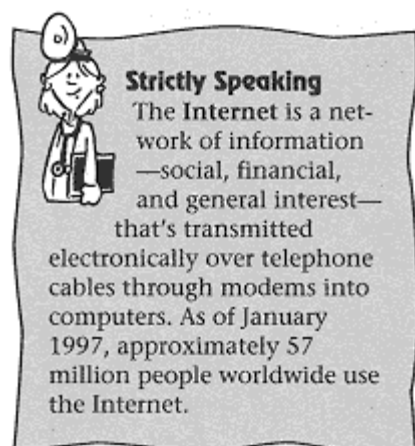 Strictly Speaking
The Internet is a net-
work of information
—social, financial,
and general interest—
that's transmitted
electronically over telephone
cables through modems into
computers. As of January
1997, approximately 57
million people worldwide use
the Internet.